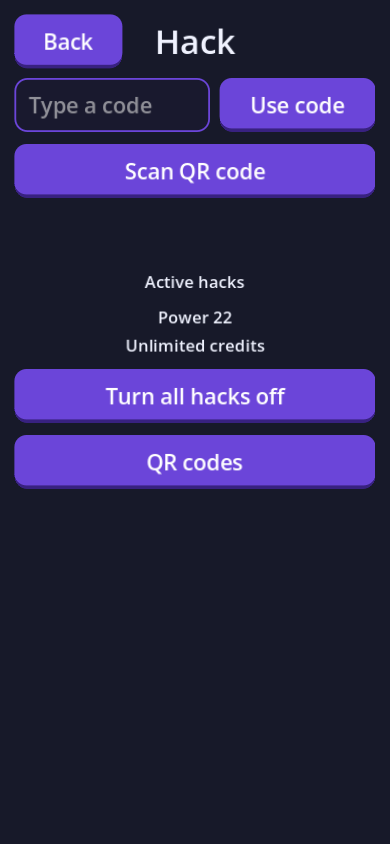 Back
Hack
Type a code
Use code
Scan QR code
Active hacks
Power 22
Unlimited credits
Turn all hacks off
QR codes